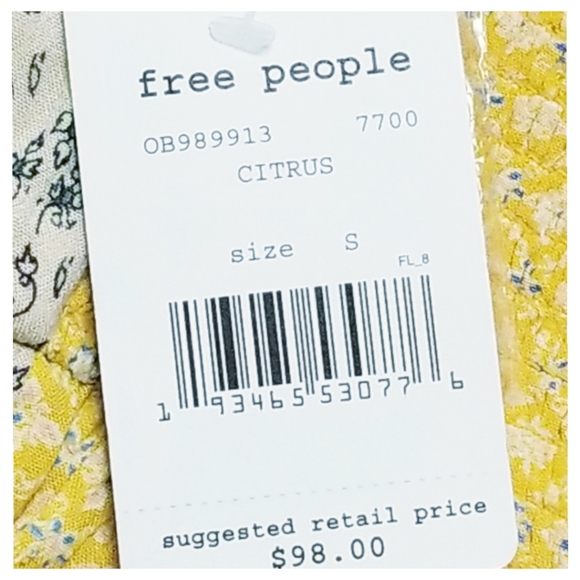 free people
OB989913 7700
CITRUS
size S
FL_8
1 93465 53077 6
suggested retail price
$98.00